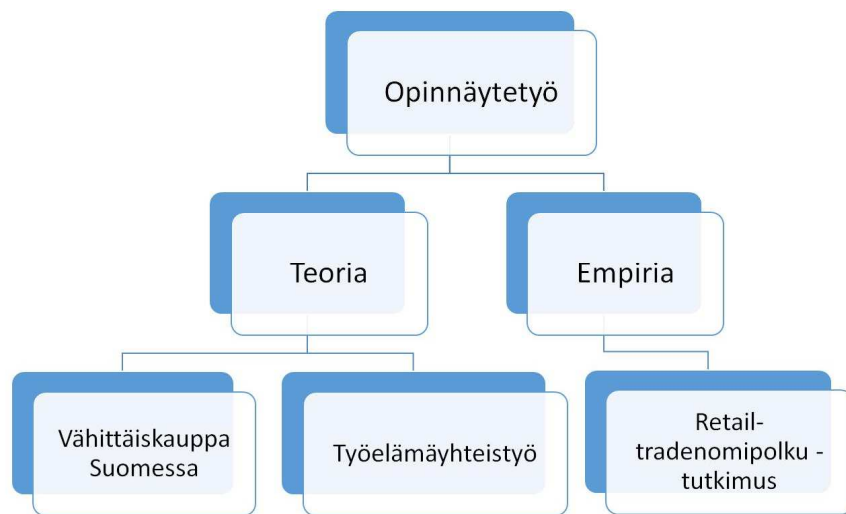 Opinnäytetyö
Teoria
Empiria
Vähittäiskauppa
Suomessa
Työelämäyhteistyö
Retail-
tradenomipolku -
tutkimus